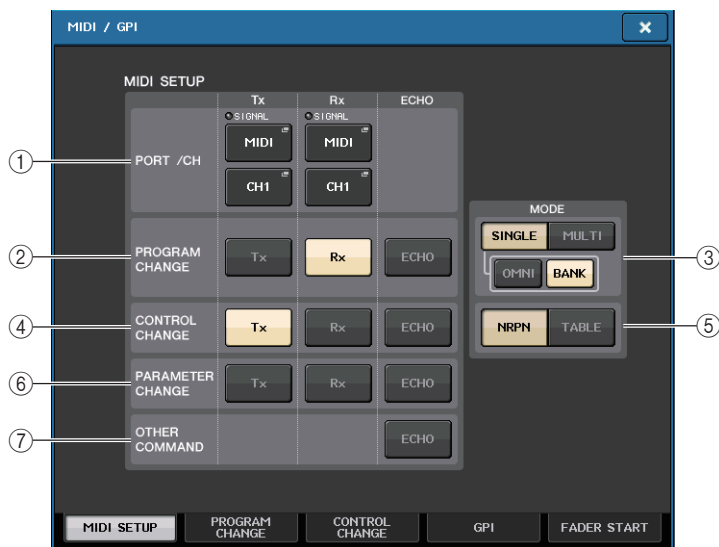 MIDI / GPI
MIDI SETUP
Tx Rx ECHO
SIGNAL SIGNAL
① PORT /CH MIDI MIDI
CH1 CH1
MODE
SINGLE MULTI
② PROGRAM CHANGE Tx Rx ECHO
OMNI BANK ③
④ CONTROL CHANGE Tx Rx ECHO
NRPN TABLE ⑤
⑥ PARAMETER CHANGE Tx Rx ECHO
⑦ OTHER COMMAND ECHO
MIDI SETUP PROGRAM CHANGE CONTROL CHANGE GPI FADER START